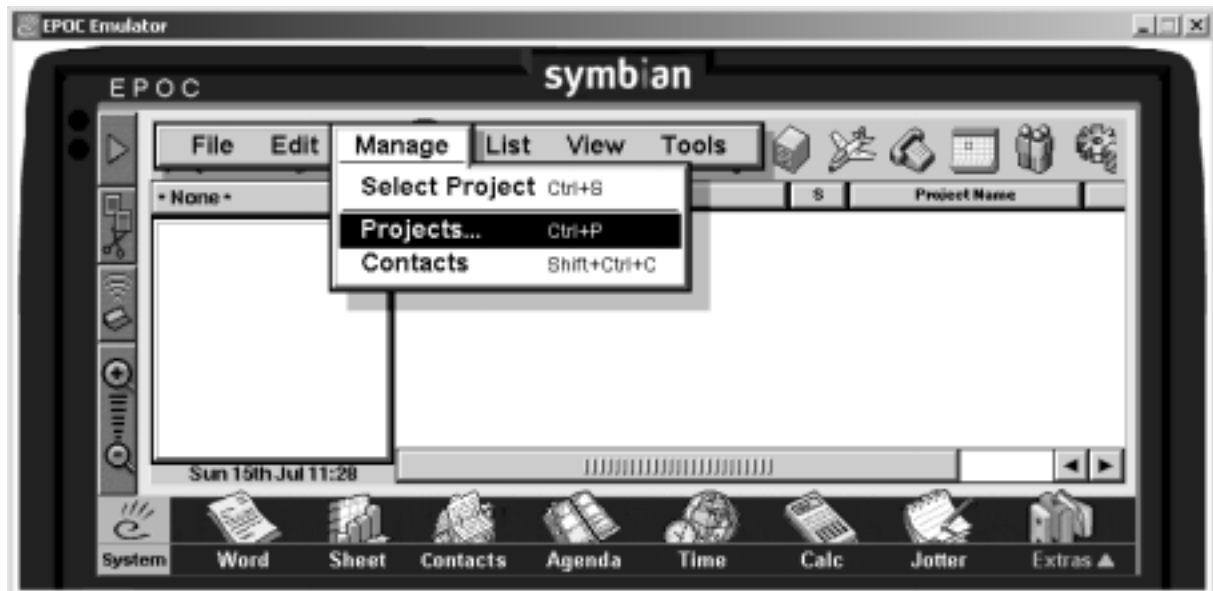 EPOC Emulator
EPOC symbian
File Edit Manage List View Tools
Select Project Ctrl+S
• None • S Project Name
Projects... Ctrl+P
Contacts Shift+Ctrl+C
Sun 15th Jul 11:28
System Word Sheet Contacts Agenda Time Calc Jotter Extras ▲